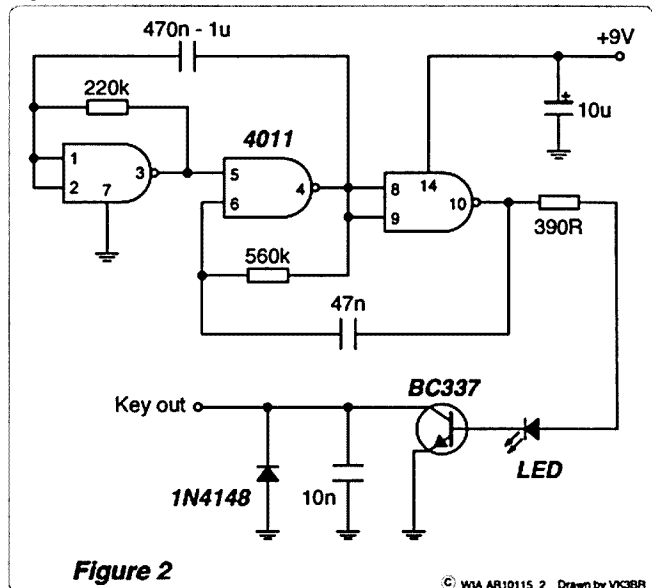 470n - 1u
+9V
220k
+
10u
4011
1
2
3
7
5
6
4
8
9
14
10
390R
560k
47n
BC337
Key out
LED
1N4148
10n
Figure 2
© WIA AR10115_2 Drawn by VK3BR